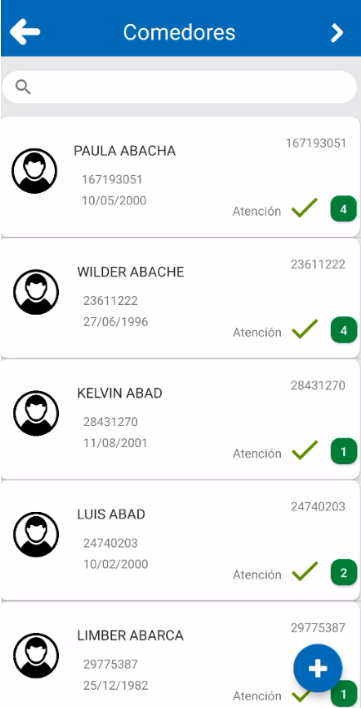 Comedores
PAULA ABACHA
167193051
167193051
10/05/2000
Atención
4
WILDER ABACHE
23611222
23611222
27/06/1996
Atención
4
KELVIN ABAD
28431270
28431270
11/08/2001
Atención
1
LUIS ABAD
24740203
24740203
10/02/2000
Atención
2
LIMBER ABARCA
29775387
29775387
25/12/1982
Atención
1